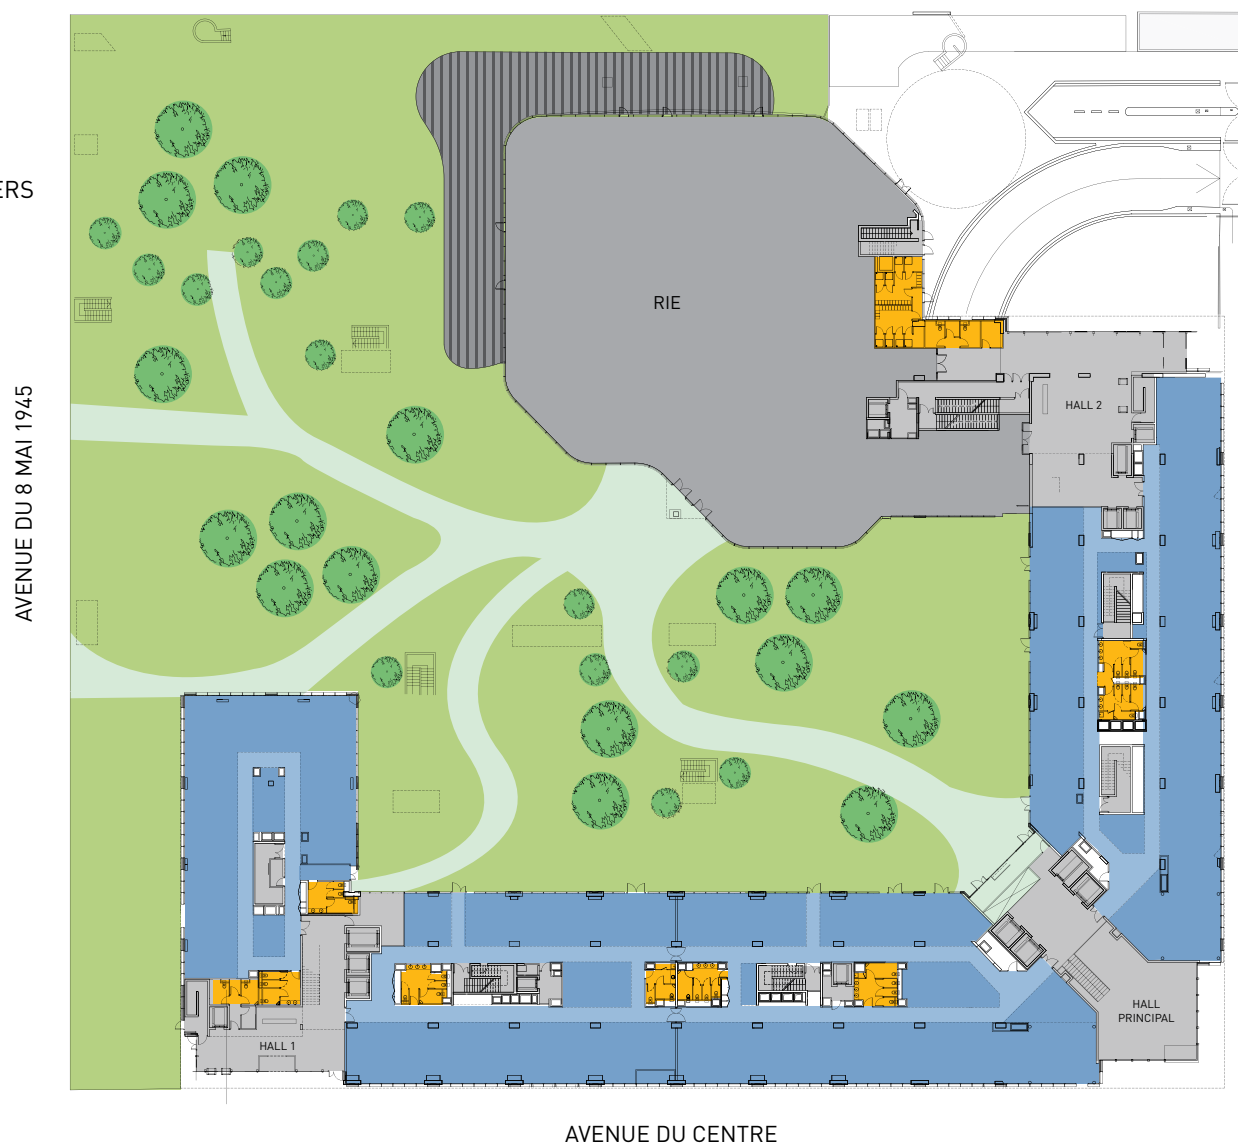 ERS
RIE
HALL 2
AVENUE DU 8 MAI 1945
HALL
PRINCIPAL
HALL 1
AVENUE DU CENTRE